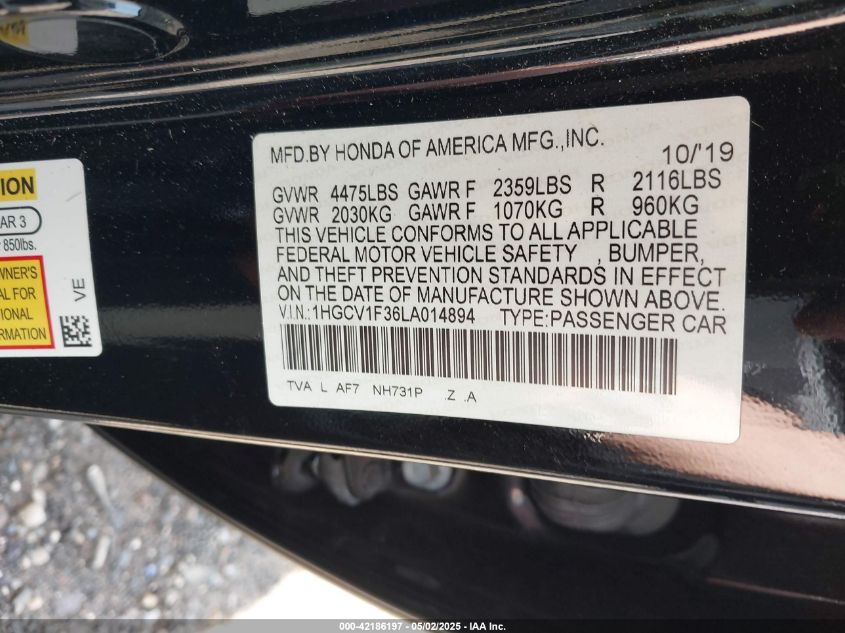 MFD.BY HONDA OF AMERICA MFG.,INC.
10/'19
GVWR 4475LBS GAWR F 2359LBS R 2116LBS
GVWR 2030KG GAWR F 1070KG R 960KG
THIS VEHICLE CONFORMS TO ALL APPLICABLE
FEDERAL MOTOR VEHICLE SAFETY , BUMPER,
AND THEFT PREVENTION STANDARDS IN EFFECT
ON THE DATE OF MANUFACTURE SHOWN ABOVE.
V.I.N.:1HGCV1F36LA014894 TYPE:PASSENGER CAR
TVA L AF7 NH731P .Z .A
AR 3
850lbs.
WNER'S
AL FOR
TIONAL
RMATION
VE
000-42186197 - 05/02/2025 - IAA Inc.